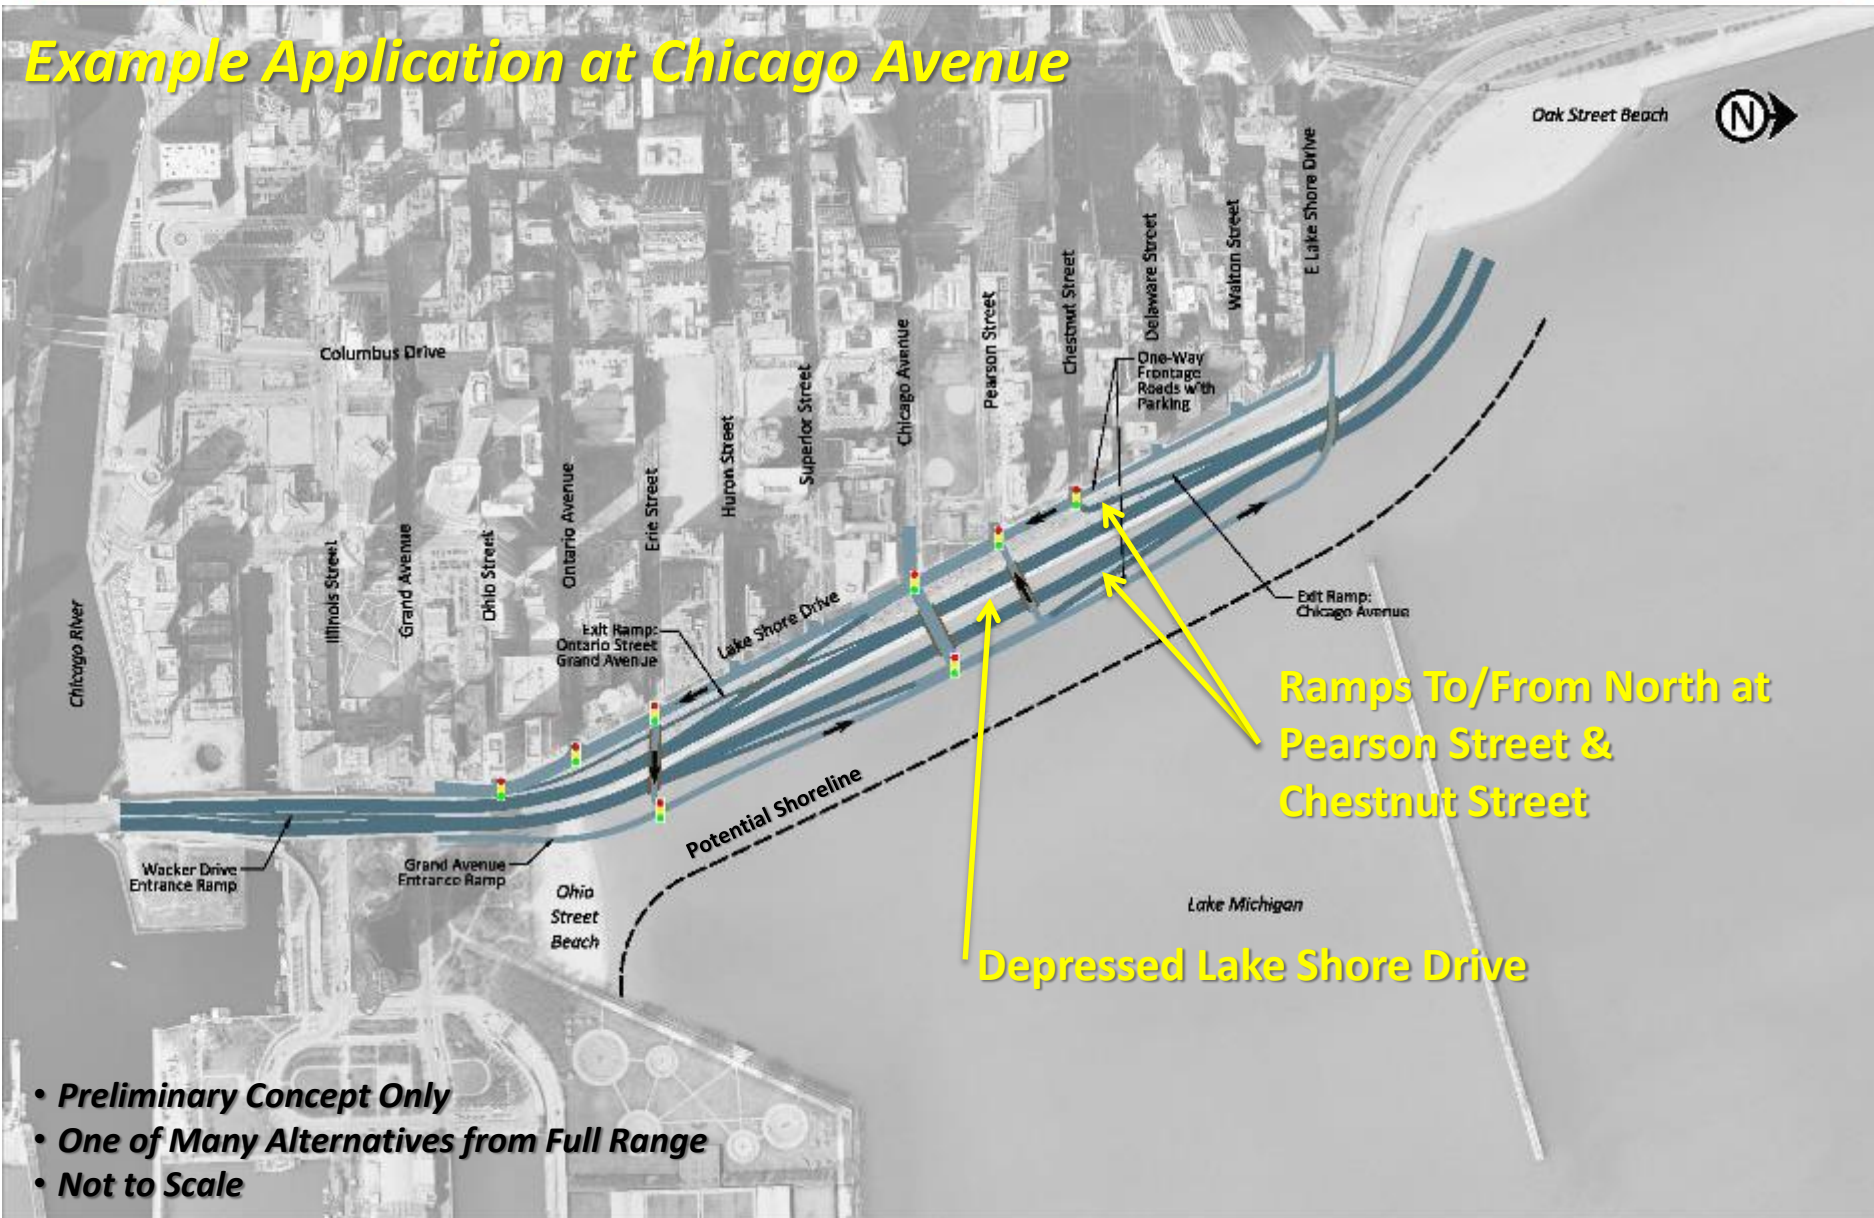 Example Application at Chicago Avenue
Oak Street Beach
N
E Lake Shore Drive
Walton Street
Delaware Street
Chestnut Street
Pearson Street
Chicago Avenue
Columbus Drive
One-Way
Frontage
Roads with
Parking
Superior Street
Huron Street
Erie Street
Ontario Avenue
Ohio Street
Grand Avenue
Illinois Street
Chicago River
Lake Shore Drive
Exit Ramp:
Ontario Street
Grand Avenue
Exit Ramp:
Chicago Avenue
Ramps To/From North at
Pearson Street &
Chestnut Street
Potential Shoreline
Wacker Drive
Entrance Ramp
Grand Avenue
Entrance Ramp
Ohio
Street
Beach
Lake Michigan
Depressed Lake Shore Drive
• Preliminary Concept Only
• One of Many Alternatives from Full Range
• Not to Scale